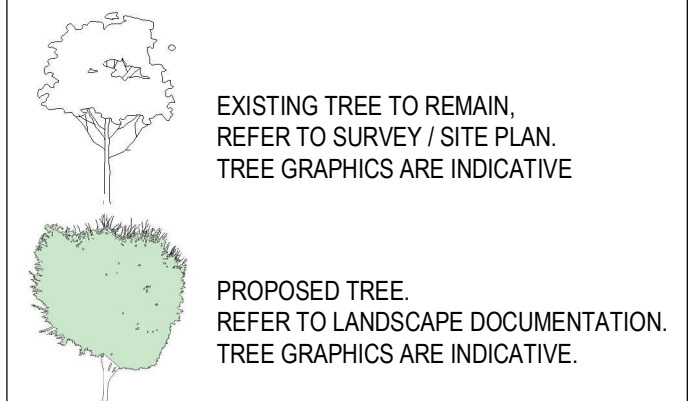 EXISTING TREE TO REMAIN,
REFER TO SURVEY / SITE PLAN.
TREE GRAPHICS ARE INDICATIVE
PROPOSED TREE.
REFER TO LANDSCAPE DOCUMENTATION.
TREE GRAPHICS ARE INDICATIVE.